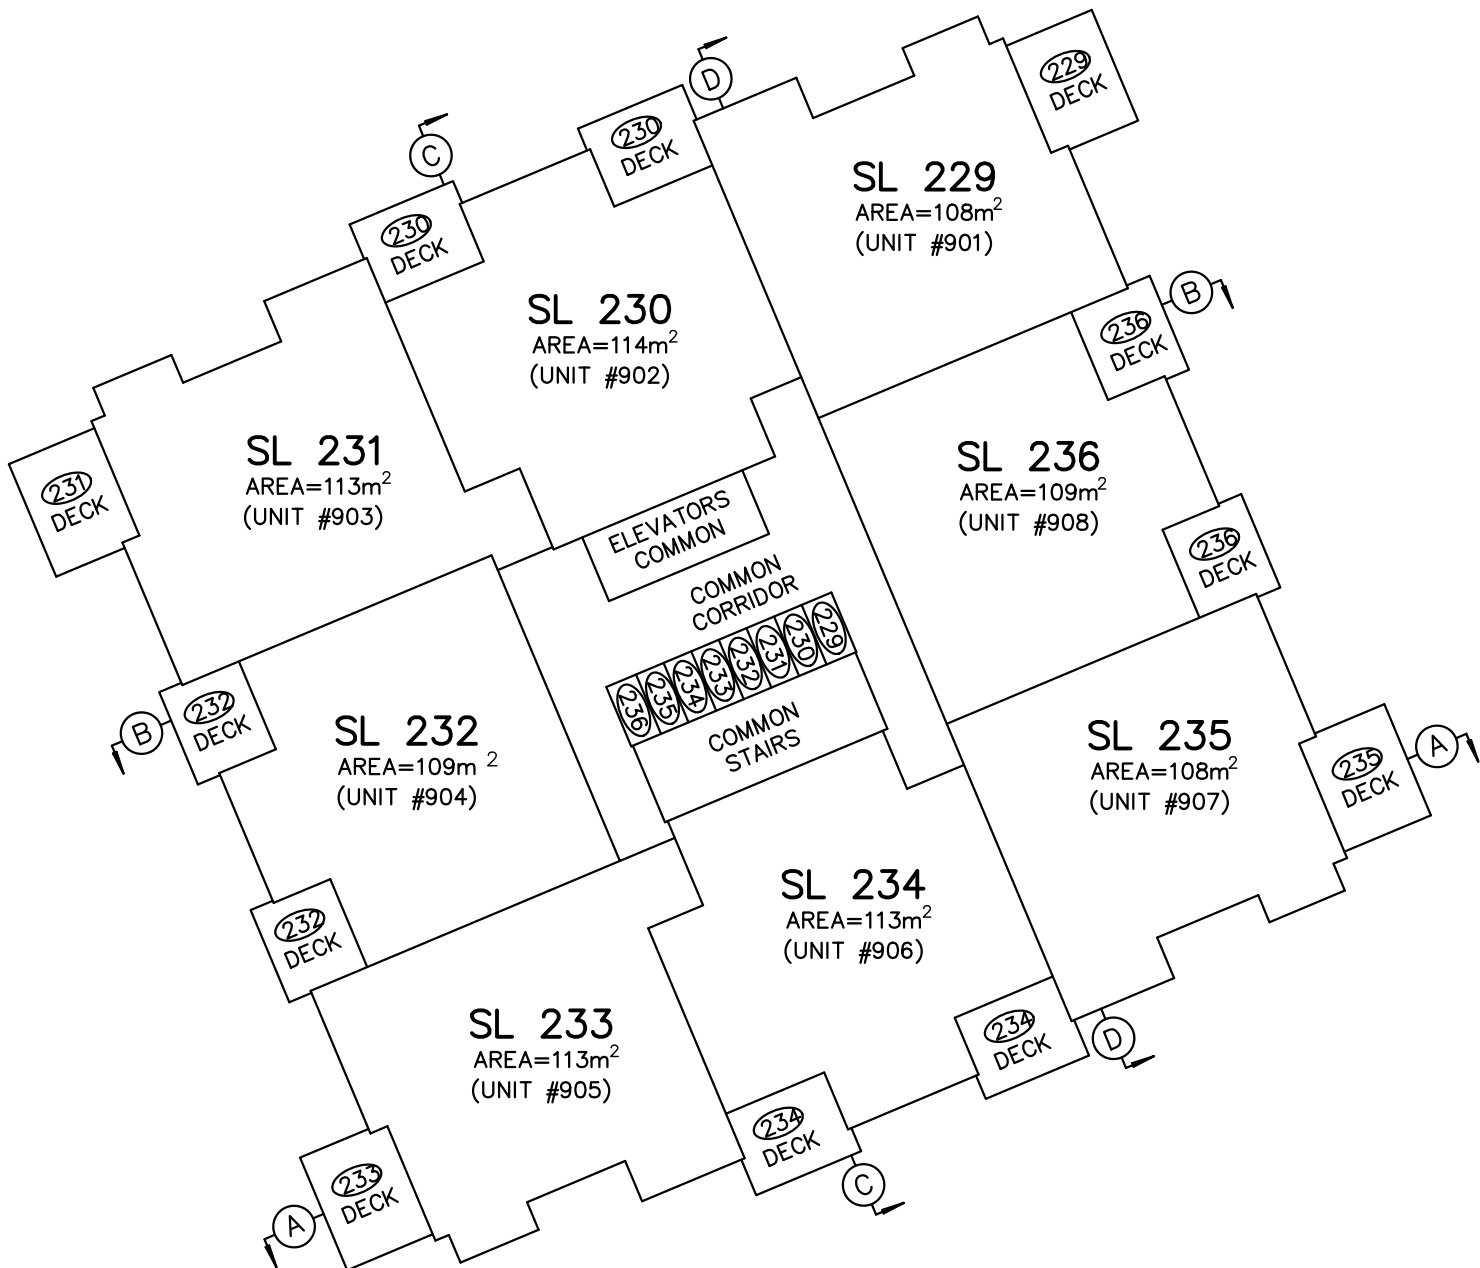 D
229
DECK
230
DECK
C
230
DECK
SL 229
AREA=108m²
(UNIT #901)
B
236
DECK
SL 230
AREA=114m²
(UNIT #902)
SL 231
AREA=113m²
(UNIT #903)
231
DECK
SL 236
AREA=109m²
(UNIT #908)
ELEVATORS
COMMON
236
DECK
COMMON
CORRIDOR
236 235 234 233 232 231 230 229
COMMON
STAIRS
232
DECK
B
SL 232
AREA=109m ²
(UNIT #904)
SL 235
AREA=108m²
(UNIT #907)
235
DECK
A
SL 234
AREA=113m²
(UNIT #906)
232
DECK
SL 233
AREA=113m²
(UNIT #905)
234
DECK
D
234
DECK
C
233
DECK
A